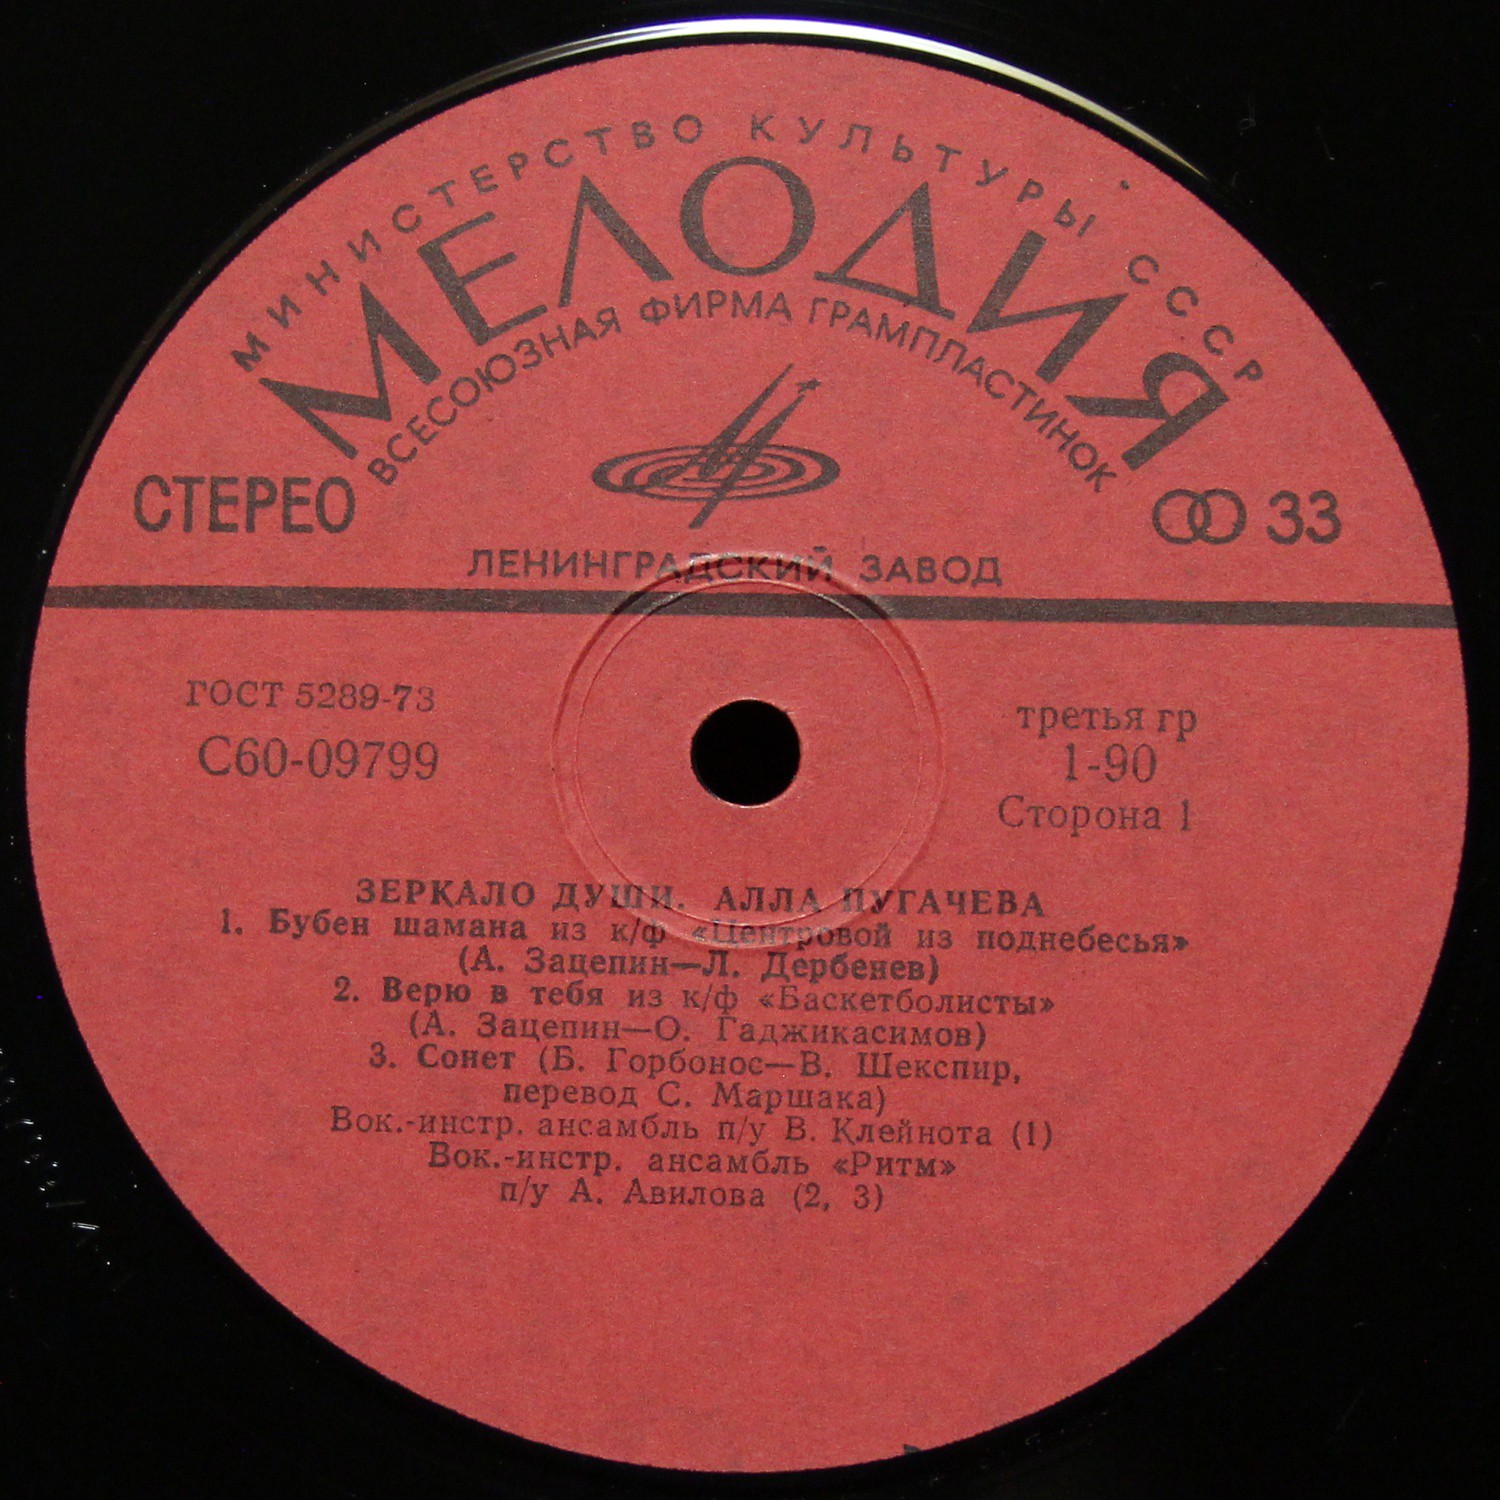 МИНИСТЕРСТВО КУЛЬТУРЫ СССР
МЕЛОДИЯ
ВСЕСОЮЗНАЯ ФИРМА ГРАМПЛАСТИНОК
СТЕРЕО
33
ЛЕНИНГРАДСКИЙ ЗАВОД
ГОСТ 5289-73
С60-09799
третья гр
1-90
Сторона 1
ЗЕРКАЛО ДУШИ. АЛЛА ПУГАЧЕВА
1. Бубен шамана из к/ф «Центровой из поднебесья»
(А. Зацепин—Л. Дербенев)
2. Верю в тебя из к/ф «Баскетболисты»
(А. Зацепин—О. Гаджикасимов)
3. Сонет (Б. Горбонос—В. Шекспир,
перевод С. Маршака)
Вок.-инстр. ансамбль п/у В. Клейнота (1)
Вок.-инстр. ансамбль «Ритм»
п/у А. Авилова (2, 3)